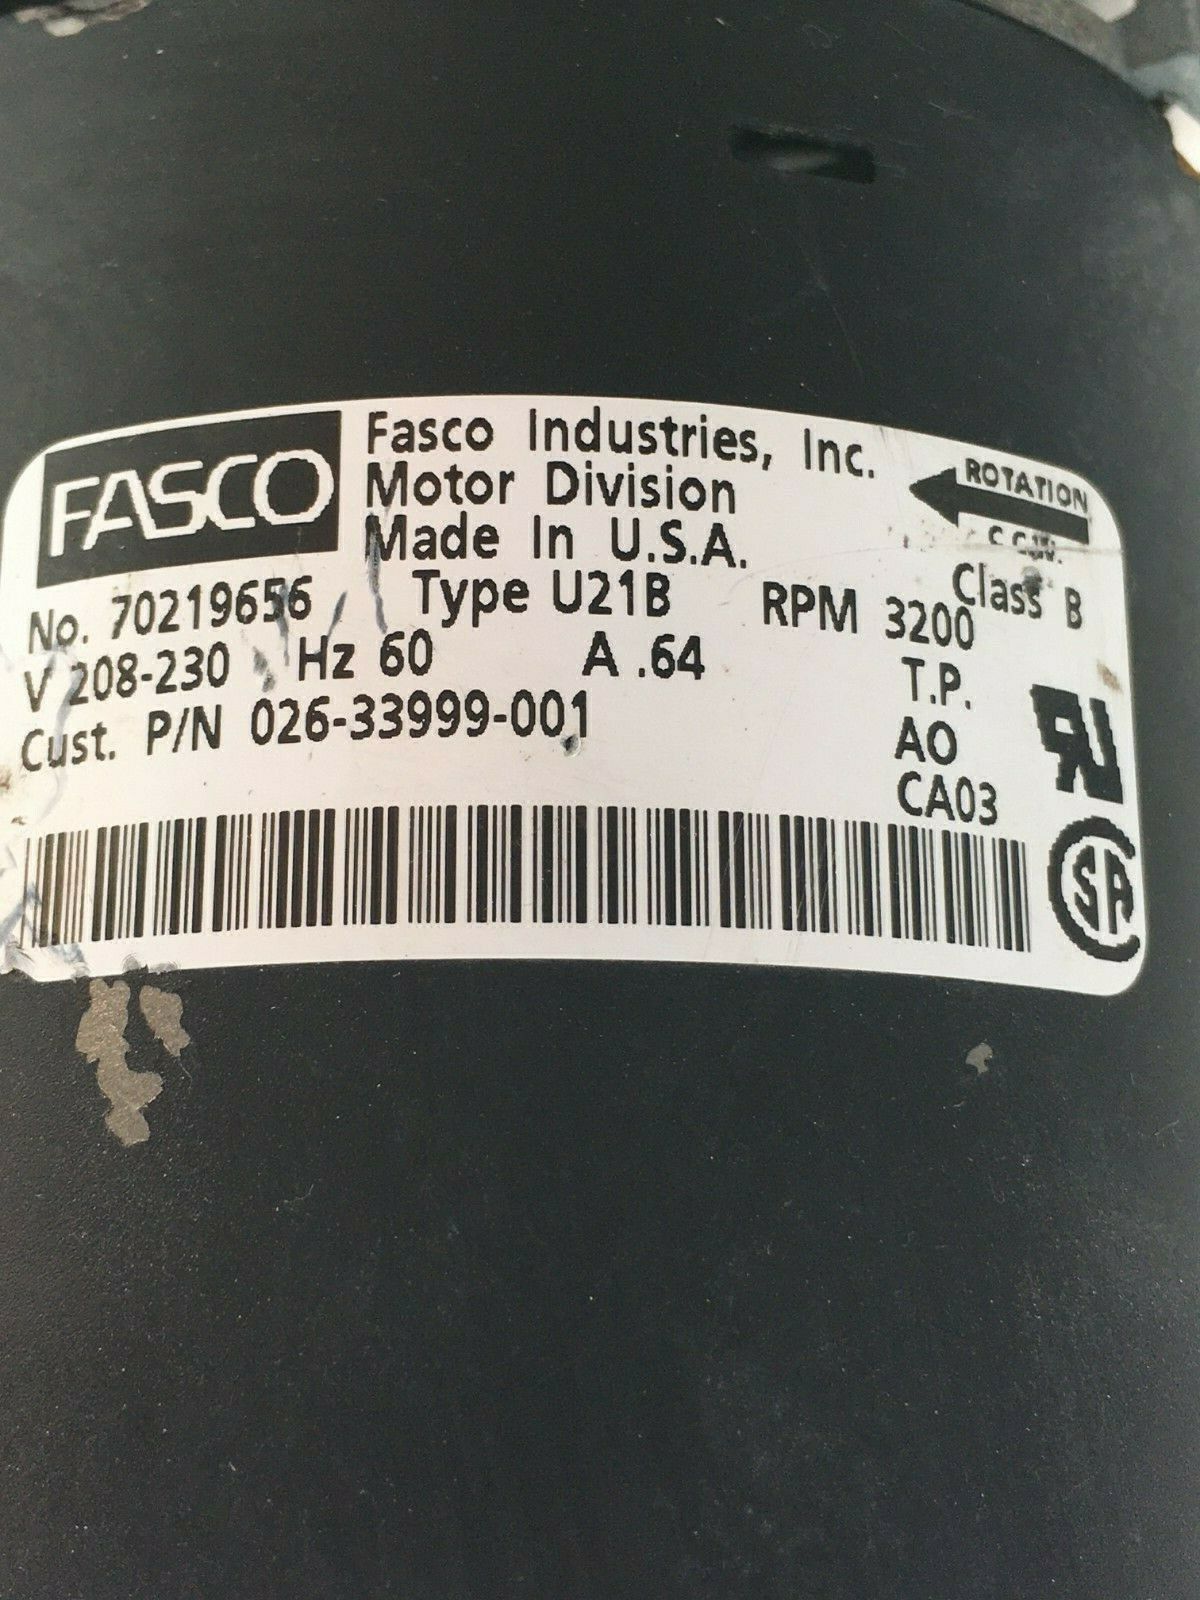 FASCO
Fasco Industries, Inc.
Motor Division
Made In U.S.A.
ROTATION
No. 70219656 Type U21B RPM 3200 Class B
V 208-230 Hz 60 A .64 T.P.
Cust. P/N 026-33999-001 AO
CA03